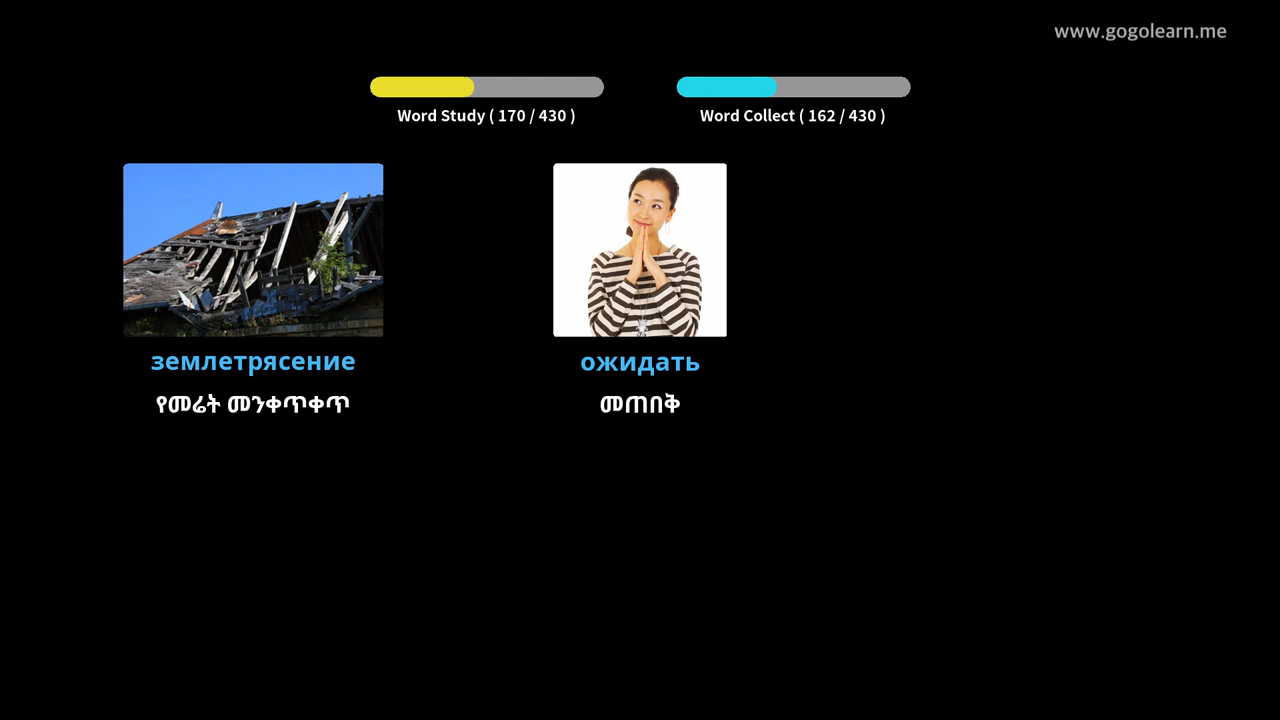 www.gogolearn.me
Word Study ( 170 / 430 )
Word Collect ( 162 / 430 )
землетрясение
ожидать
የመሬት መንቀጥቀጥ
መጠበቅ